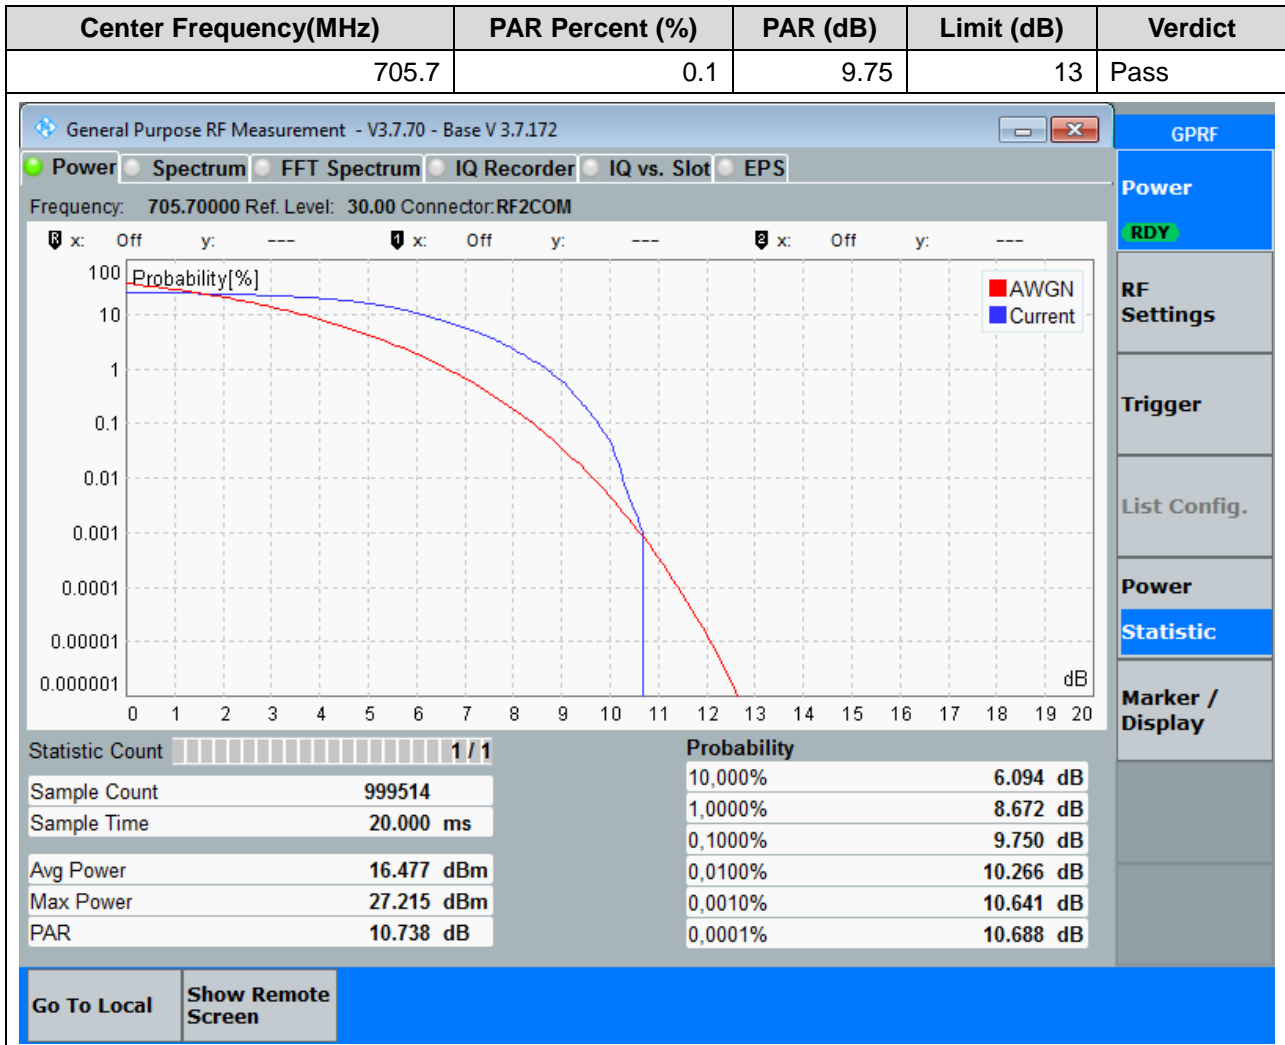 Center Frequency(MHz) PAR Percent (%) PAR (dB) Limit (dB) Verdict
705.7 0.1 9.75 13 Pass
General Purpose RF Measurement - V3.7.70 - Base V 3.7.172
GPRF
Power Spectrum FFT Spectrum IQ Recorder IQ vs. Slot EPS
Frequency: 705.70000 Ref. Level: 30.00 Connector:RF2COM
R x: Off y: --- 1 x: Off y: --- 2 x: Off y: ---
Probability[%]
AWGN
Current
100
10
1
0.1
0.01
0.001
0.0001
0.00001
0.000001
dB
0 1 2 3 4 5 6 7 8 9 10 11 12 13 14 15 16 17 18 19 20
Power
RDY
RF
Settings
Trigger
List Config.
Power
Statistic
Marker /
Display
Statistic Count 1 / 1
Sample Count 999514
Sample Time 20.000 ms
Avg Power 16.477 dBm
Max Power 27.215 dBm
PAR 10.738 dB
Probability
10,000% 6.094 dB
1,0000% 8.672 dB
0,1000% 9.750 dB
0,0100% 10.266 dB
0,0010% 10.641 dB
0,0001% 10.688 dB
Go To Local
Show Remote
Screen